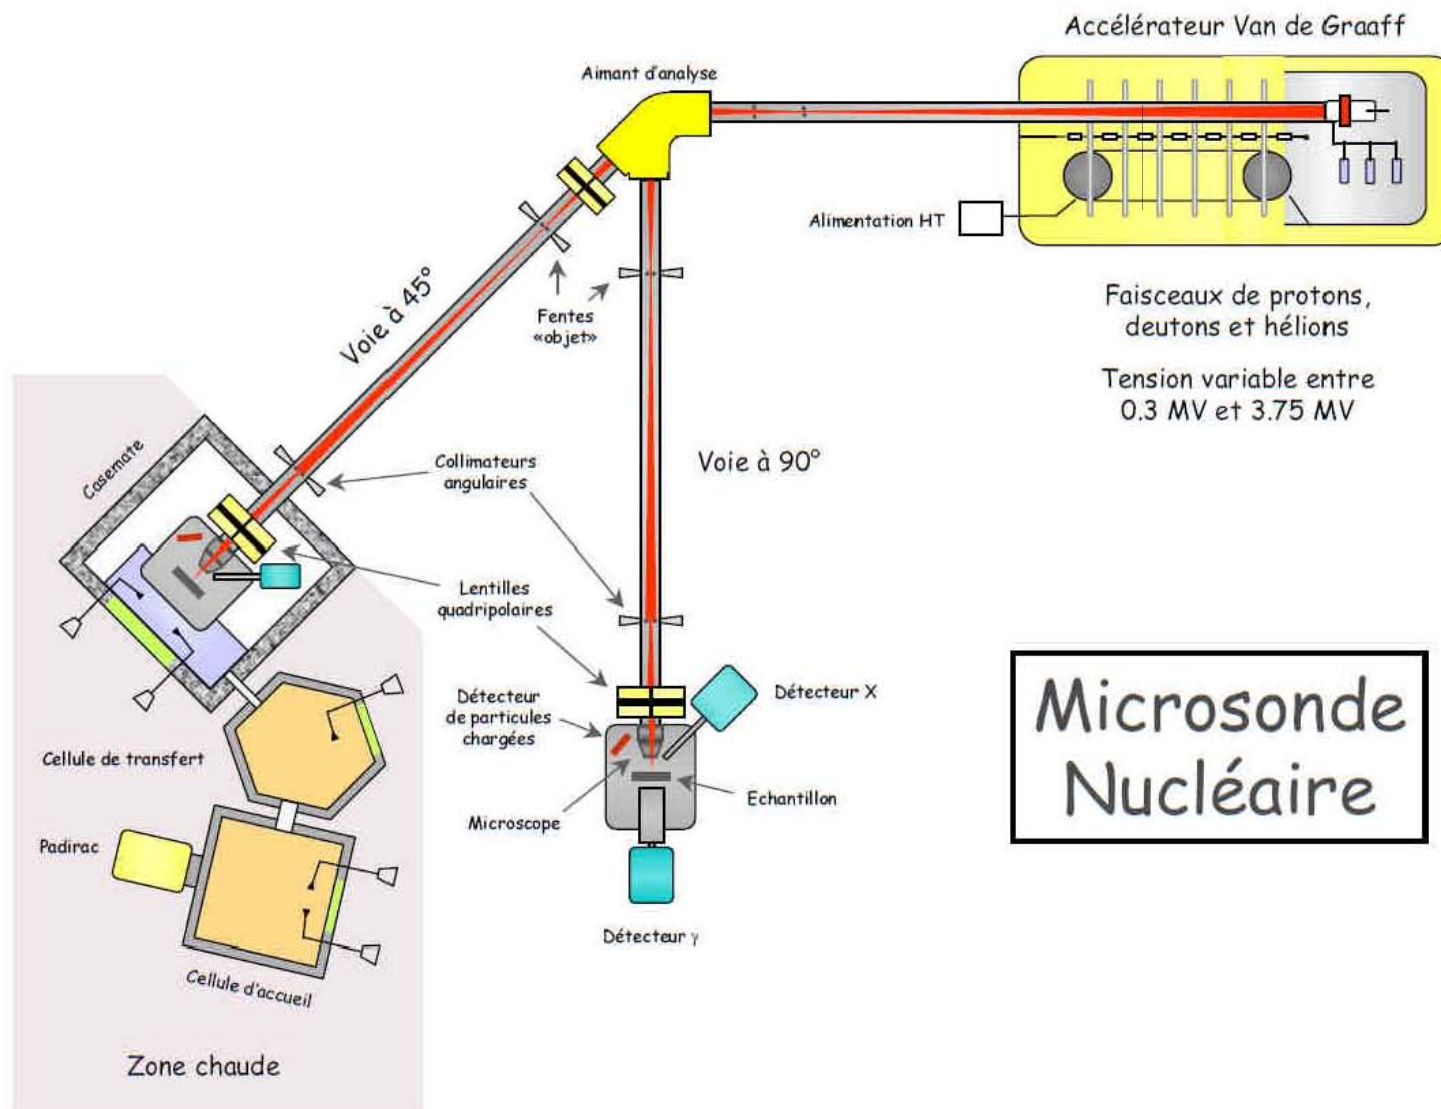 Accélérateur Van de Graaff
Aimant d'analyse
Alimentation HT
Faisceaux de protons,
deutons et hélions
Tension variable entre
0.3 MV et 3.75 MV
Fentes
«objet»
Voie à 45°
Voie à 90°
Casemate
Collimateurs
angulaires
Lentilles
quadripolaires
Détecteur
de particules
chargées
Détecteur X
Echantillon
Microscope
Détecteur γ
Cellule de transfert
Padirac
Cellule d'accueil
Zone chaude
Microsonde
Nucléaire